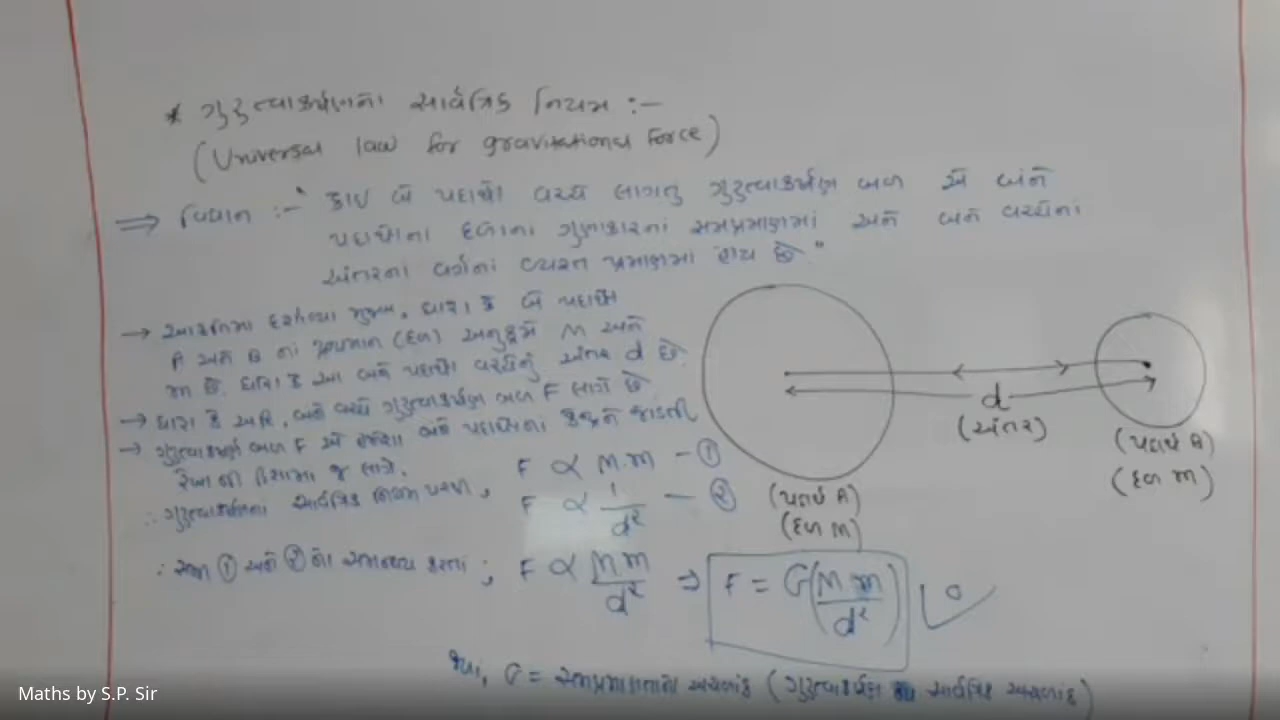 * ગુરુત્વાકર્ષણનો સાર્વત્રિક નિયમ :-
(Universal law for gravitational Force)
⇒ વિધાન :- " કોઇ બે પદાર્થો વચ્ચે લાગતુ ગુરુત્વાકર્ષણ બળ એ બંને
પદાર્થોના દળોના ગુણાકારનાં સમપ્રમાણમાં અને બંને વચ્ચેનાં
અંતરના વર્ગનાં વ્યસ્ત પ્રમાણમાં હોય છે "
→ આકૃતિમાં દર્શાવ્યા મુજબ, ધારો કે બે પદાર્થો
A અને B નાં દ્રવ્યમાન (દળ) અનુક્રમે M અને
m છે. ધારો કે આ બંને પદાર્થો વચ્ચેનું અંતર d છે.
→ ધારો કે અહિં, બંને વચ્ચે ગુરુત્વાકર્ષણ બળ F લાગે છે
→ ગુરુત્વાકર્ષણ બળ F એ હંમેશા બંને પદાર્થોનાં કેન્દ્રને જોડતી
રેખાની દિશામાં જ લાગે.
∴ ગુરુત્વાકર્ષણનાં સાર્વત્રિક નિયમ પરથી, F ∝ M.m — ①
F ∝ 1/d² — ②
∴ સમી ① અને ② નો સમન્વય કરતાં ; F ∝ Mm/d² ⇒ F = G(M m/d²)
જ્યાં, G = સમપ્રમાણતાનો અચળાંક (ગુરુત્વાકર્ષણ સાર્વત્રિક અચળાંક)
d
(અંતર)
(પદાર્થ A)
(દળ M)
(પદાર્થ B)
(દળ m)
Maths by S.P. Sir